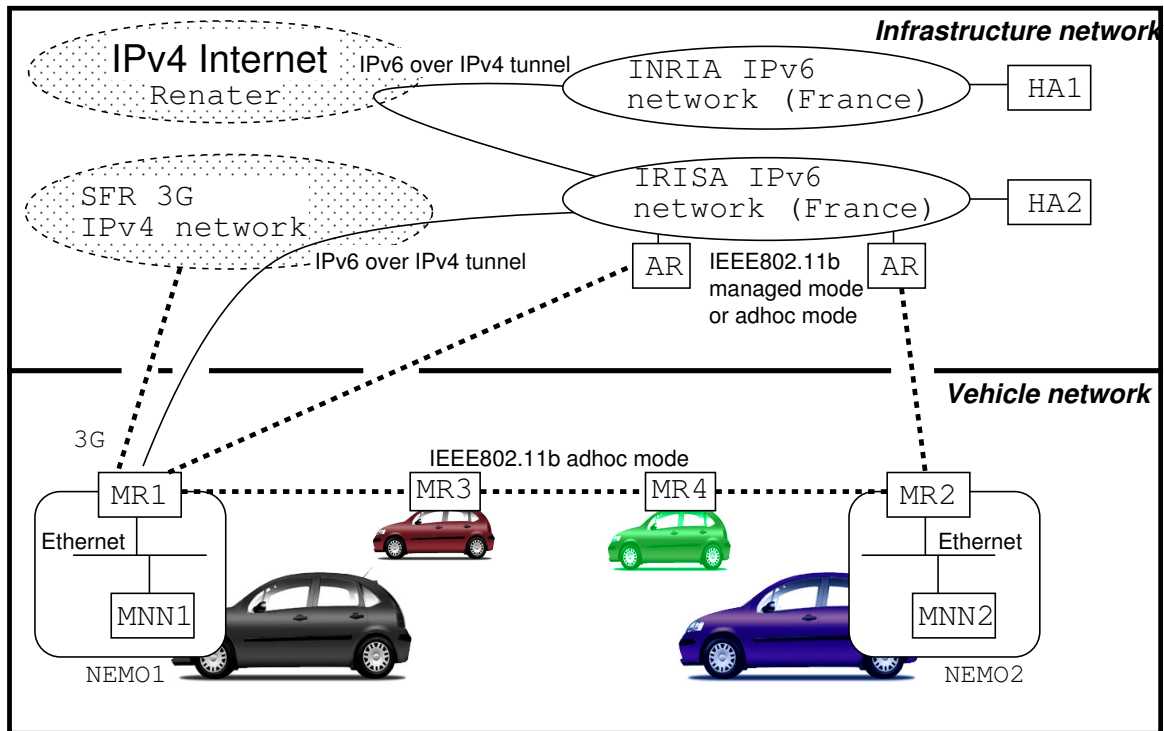 Infrastructure network
IPv4 Internet
Renater
IPv6 over IPv4 tunnel
INRIA IPv6
network (France)
HA1
SFR 3G
IPv4 network
IRISA IPv6
network (France)
HA2
IPv6 over IPv4 tunnel
AR
IEEE802.11b
managed mode
or adhoc mode
AR
Vehicle network
3G
IEEE802.11b adhoc mode
MR1
MR3
MR4
MR2
Ethernet
Ethernet
MNN1
MNN2
NEMO1
NEMO2